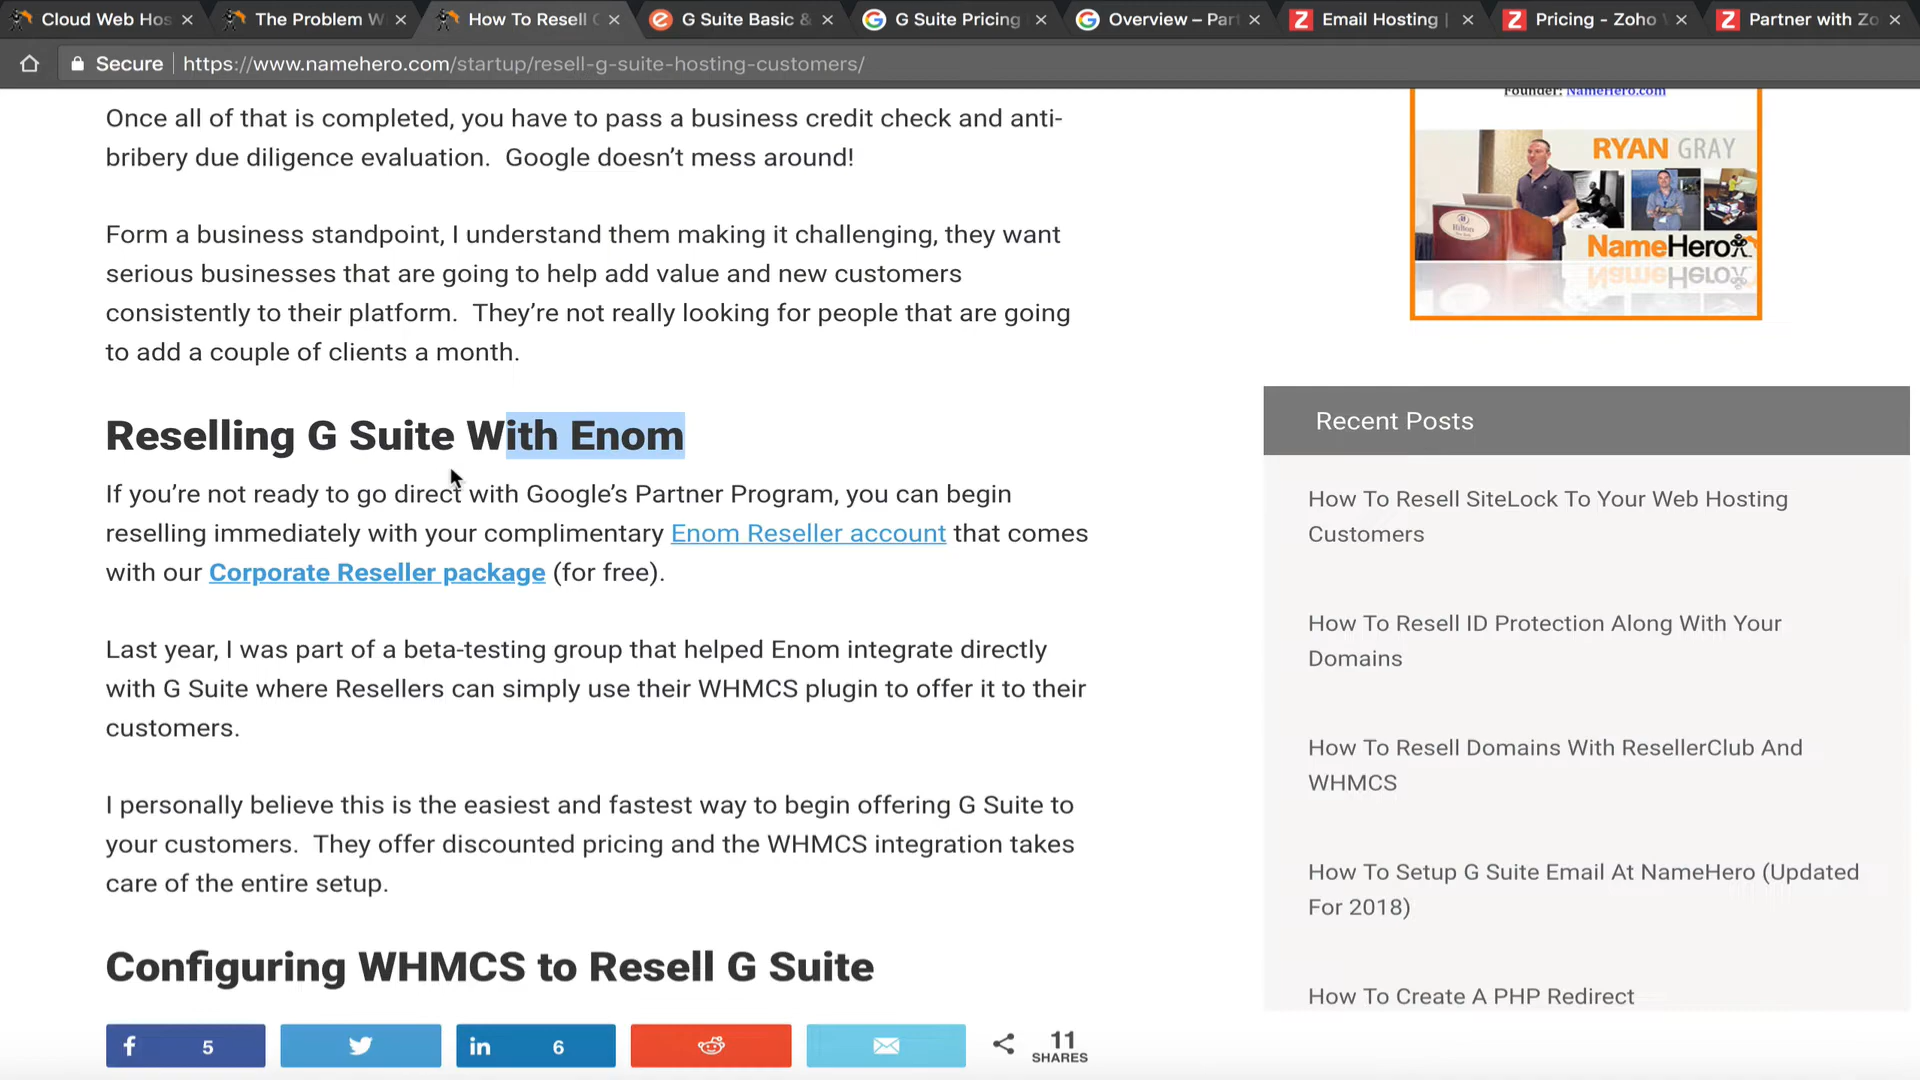 Cloud Web Hos
The Problem W
How To Resell G
G Suite Basic &
G Suite Pricing
Overview – Part
Email Hosting |
Pricing - Zoho
Partner with Zo
Secure
https://www.namehero.com/startup/resell-g-suite-hosting-customers/
Once all of that is completed, you have to pass a business credit check and anti-
bribery due diligence evaluation.  Google doesn’t mess around!
Form a business standpoint, I understand them making it challenging, they want
serious businesses that are going to help add value and new customers
consistently to their platform.  They’re not really looking for people that are going
to add a couple of clients a month.
Reselling G Suite With Enom
If you’re not ready to go direct with Google’s Partner Program, you can begin
reselling immediately with your complimentary Enom Reseller account that comes
with our Corporate Reseller package (for free).
Last year, I was part of a beta-testing group that helped Enom integrate directly
with G Suite where Resellers can simply use their WHMCS plugin to offer it to their
customers.
I personally believe this is the easiest and fastest way to begin offering G Suite to
your customers.  They offer discounted pricing and the WHMCS integration takes
care of the entire setup.
Configuring WHMCS to Resell G Suite
5
in 6
11
SHARES
Founder: NameHero.com
RYAN GRAY
Hilton
NameHero
Recent Posts
How To Resell SiteLock To Your Web Hosting
Customers
How To Resell ID Protection Along With Your
Domains
How To Resell Domains With ResellerClub And
WHMCS
How To Setup G Suite Email At NameHero (Updated
For 2018)
How To Create A PHP Redirect